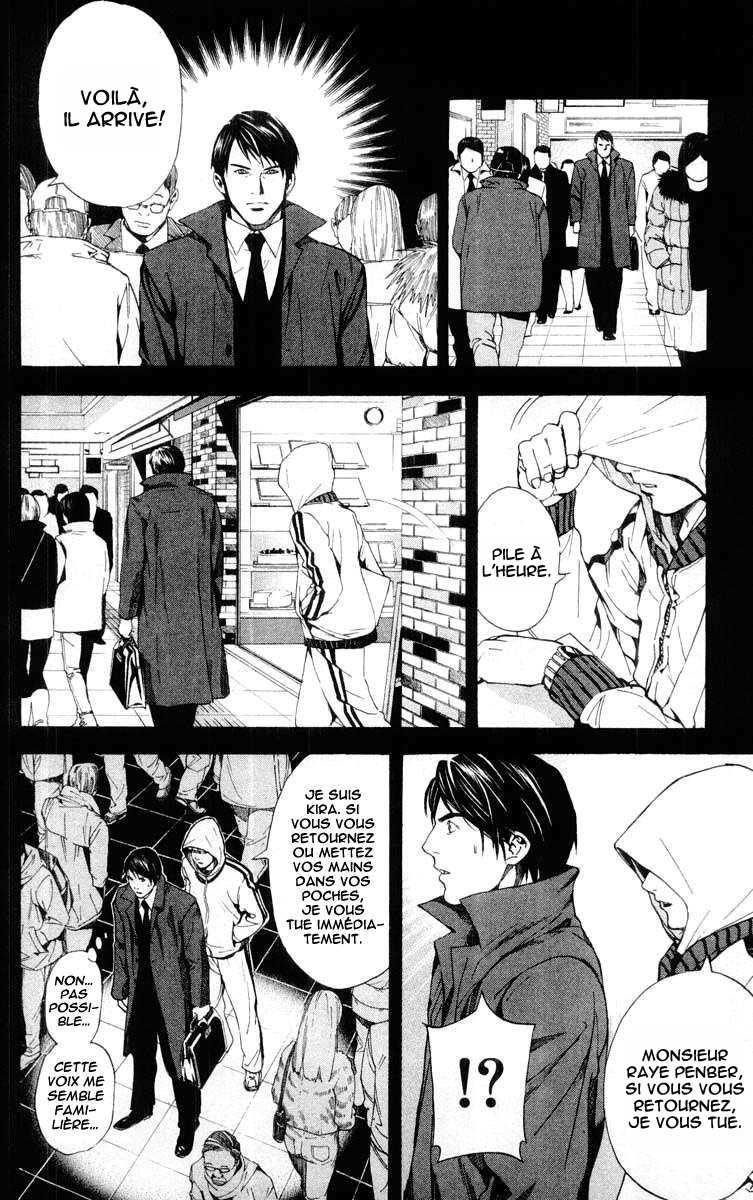 VOILÀ,
IL ARRIVE!
PILE À
L'HEURE.
MONSIEUR
RAYE PENBER,
SI VOUS VOUS
RETOURNEZ,
JE VOUS TUE.
!?
JE SUIS
KIRA. SI
VOUS VOUS
RETOURNEZ
OU METTEZ
VOS MAINS
DANS VOS
POCHES,
JE VOUS
TUE IMMÉDIA-
TEMENT.
NON...
PAS
POSSI-
BLE...
CETTE
VOIX ME
SEMBLE
FAMI-
LIÈRE...